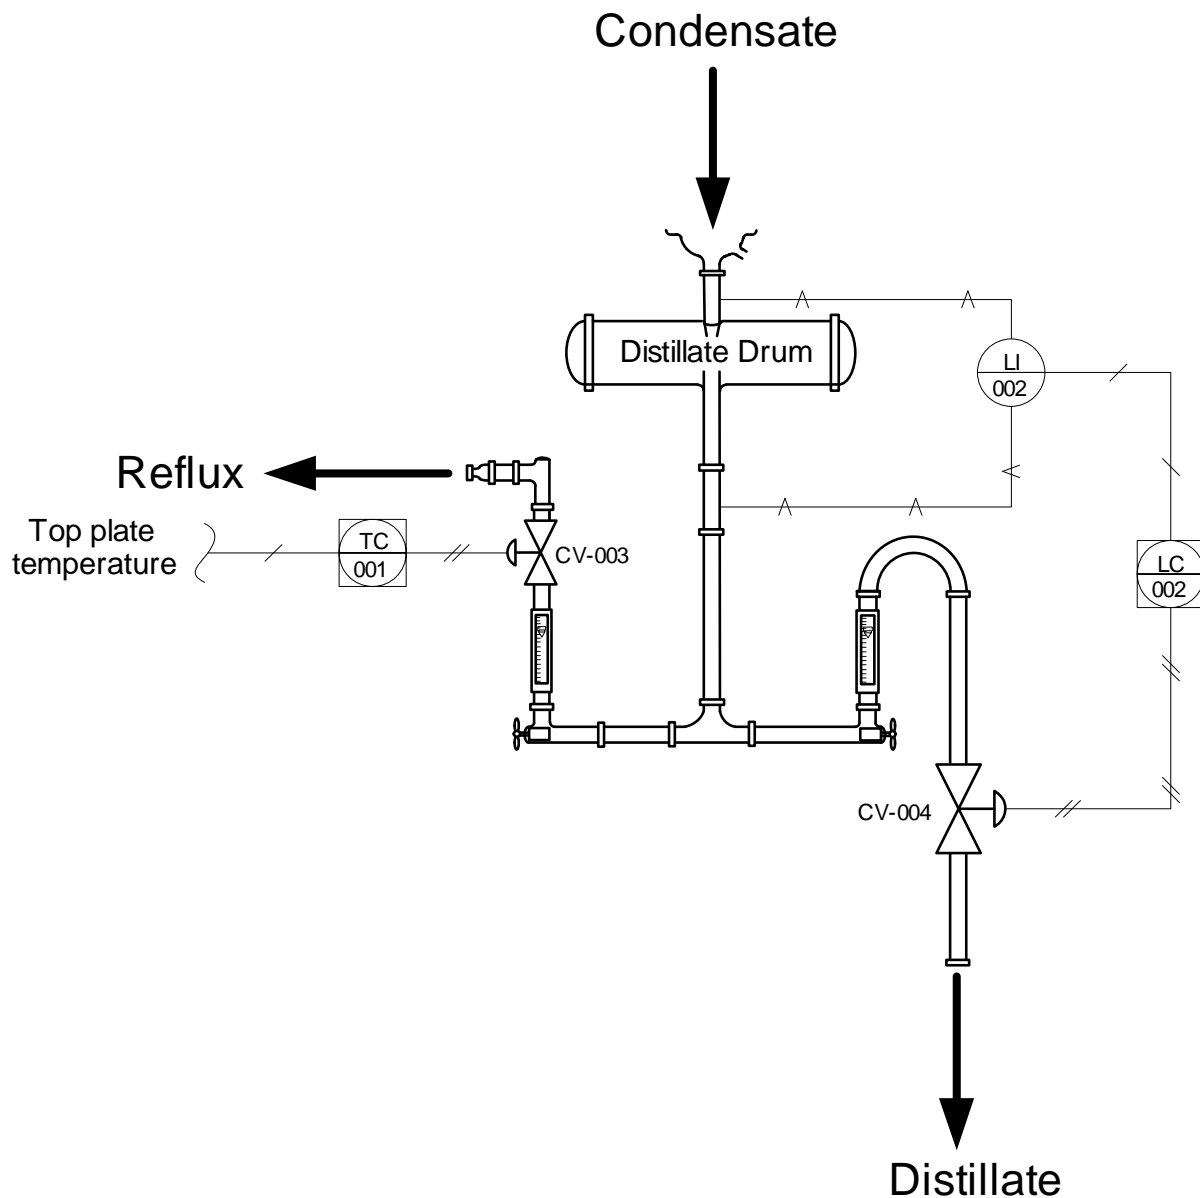 Condensate
Distillate Drum
LI
002
Reflux
Top plate
temperature
TC
001
CV-003
LC
002
CV-004
Distillate